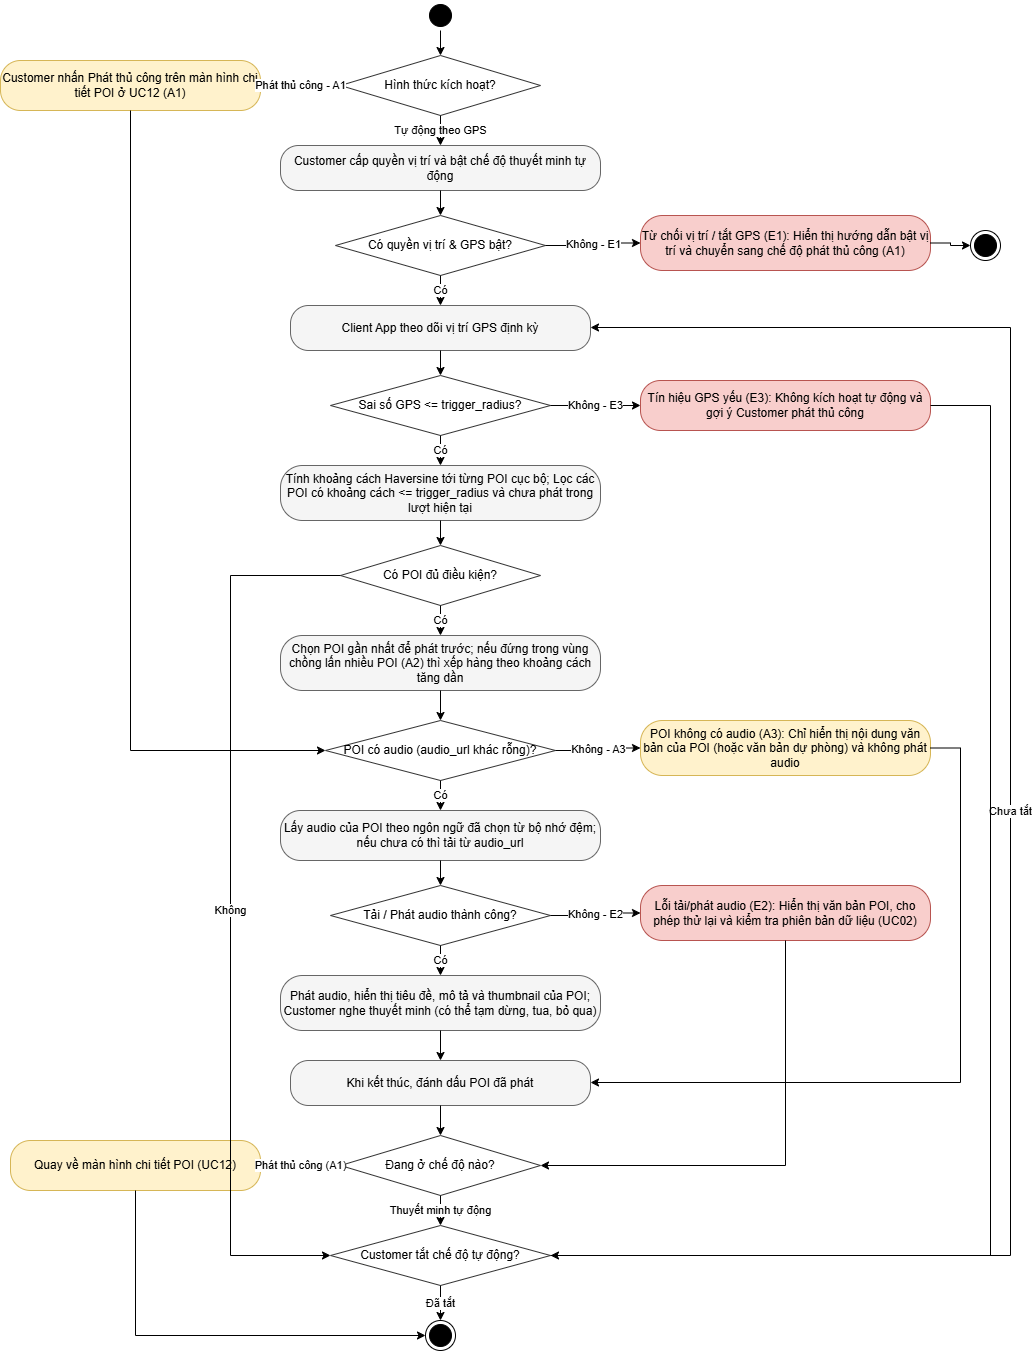 Hình thức kích hoạt?
Phát thủ công - A1
Customer nhấn Phát thủ công trên màn hình chi
tiết POI ở UC12 (A1)
Tự động theo GPS
Customer cấp quyền vị trí và bật chế độ thuyết minh tự
động
Có quyền vị trí & GPS bật?
Không - E1
Từ chối vị trí / tắt GPS (E1): Hiển thị hướng dẫn bật vị
trí và chuyển sang chế độ phát thủ công (A1)
Có
Client App theo dõi vị trí GPS định kỳ
Sai số GPS <= trigger_radius?
Không - E3
Tín hiệu GPS yếu (E3): Không kích hoạt tự động và
gợi ý Customer phát thủ công
Có
Tính khoảng cách Haversine tới từng POI cục bộ; Lọc các
POI có khoảng cách <= trigger_radius và chưa phát trong
lượt hiện tại
Có POI đủ điều kiện?
Có
Chọn POI gần nhất để phát trước; nếu đứng trong vùng
chồng lấn nhiều POI (A2) thì xếp hàng theo khoảng cách
tăng dần
POI có audio (audio_url khác rỗng)?
Không - A3
POI không có audio (A3): Chỉ hiển thị nội dung văn
bản của POI (hoặc văn bản dự phòng) và không phát
audio
Có
Chưa tắt
Lấy audio của POI theo ngôn ngữ đã chọn từ bộ nhớ đệm;
nếu chưa có thì tải từ audio_url
Không
Tải / Phát audio thành công?
Không - E2
Lỗi tải/phát audio (E2): Hiển thị văn bản POI, cho
phép thử lại và kiểm tra phiên bản dữ liệu (UC02)
Có
Phát audio, hiển thị tiêu đề, mô tả và thumbnail của POI;
Customer nghe thuyết minh (có thể tạm dừng, tua, bỏ qua)
Khi kết thúc, đánh dấu POI đã phát
Đang ở chế độ nào?
Phát thủ công (A1)
Quay về màn hình chi tiết POI (UC12)
Thuyết minh tự động
Customer tắt chế độ tự động?
Đã tắt